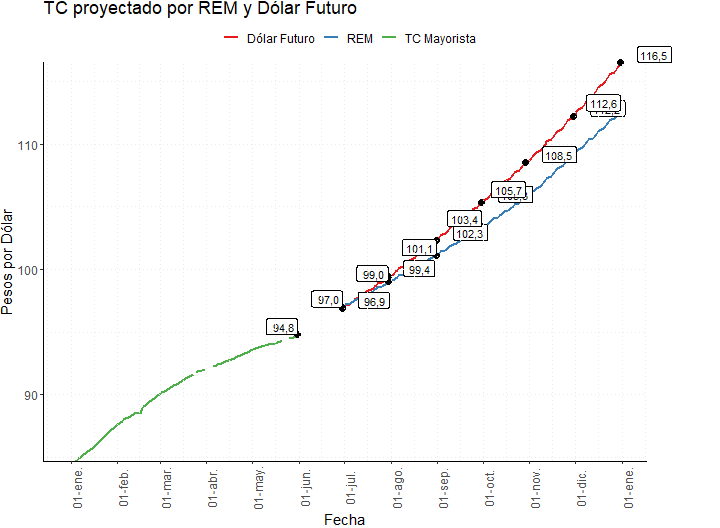 TC proyectado por REM y Dólar Futuro
Dólar Futuro REM TC Mayorista
116,5
112,6
108,5
105,7
103,4
102,3
101,1
99,4
99,0
97,0
96,9
94,8
110
100
90
Pesos por Dólar
01-ene.
01-feb.
01-mar.
01-abr.
01-may.
01-jun.
01-jul.
01-ago.
01-sep.
01-oct.
01-nov.
01-dic.
01-ene.
Fecha